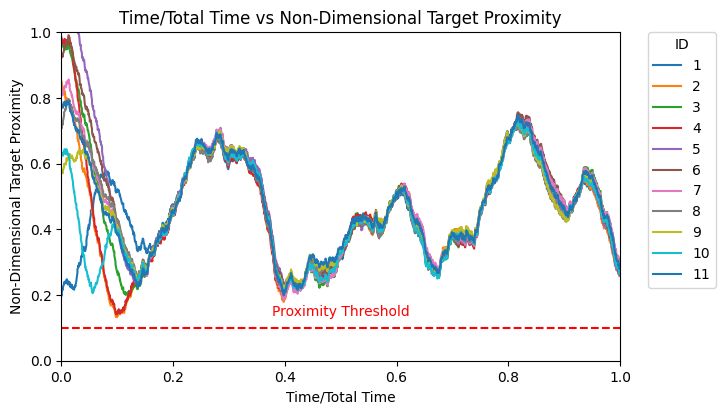 Time/Total Time vs Non-Dimensional Target Proximity
Non-Dimensional Target Proximity
1.0
0.8
0.6
0.4
0.2
0.0
Proximity Threshold
0.0 0.2 0.4 0.6 0.8 1.0
Time/Total Time
ID
1
2
3
4
5
6
7
8
9
10
11